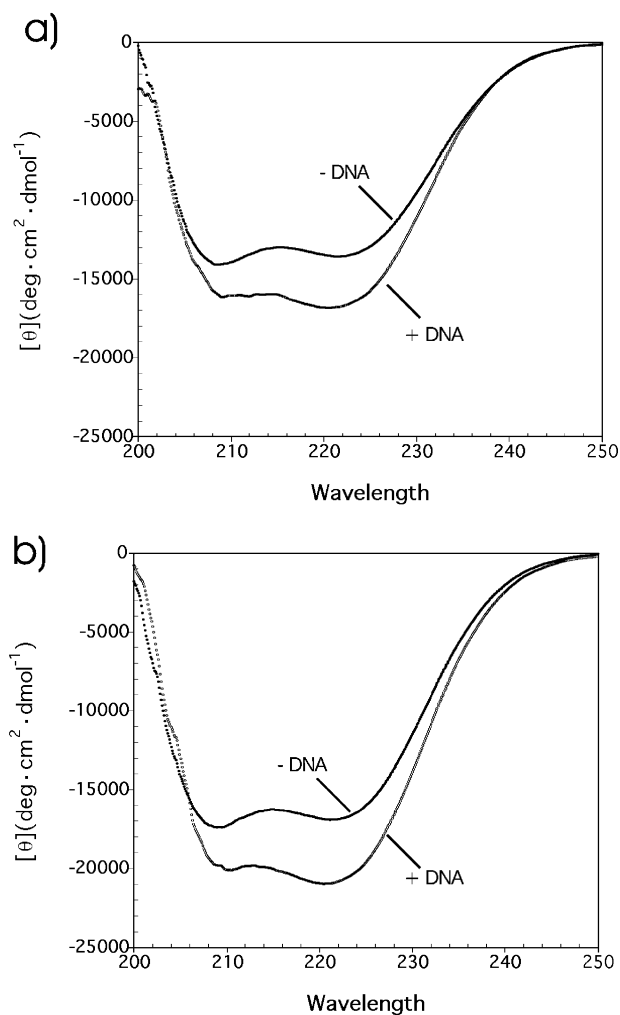 a)
0
-5000
-10000
-15000
-20000
-25000
[θ](deg·cm²·dmol⁻¹)
- DNA
+ DNA
200 210 220 230 240 250
Wavelength
b)
0
-5000
-10000
-15000
-20000
-25000
[θ](deg·cm²·dmol⁻¹)
- DNA
+ DNA
200 210 220 230 240 250
Wavelength